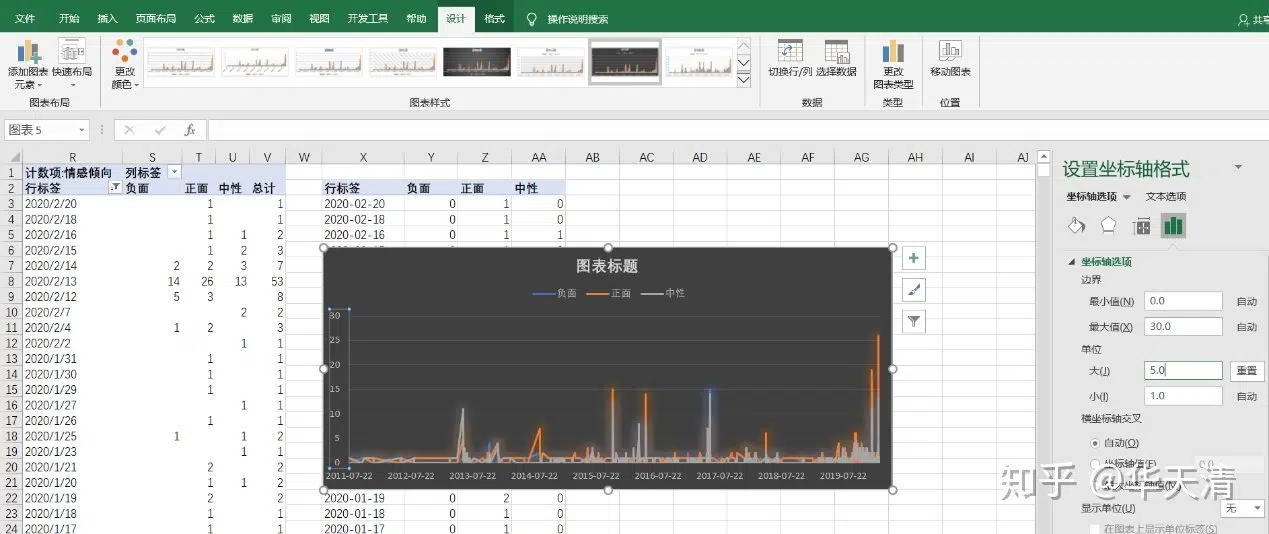 文件 开始 插入 页面布局 公式 数据 审阅 视图 开发工具 帮助 设计 格式 操作说明搜索
添加图表 快速布局 更改 切换行/列 选择数据 更改 移动图表
元素 颜色 图表类型
图表布局 图表样式 数据 类型 位置
图表 5 fx
R S T U V W X Y Z AA AB AC AD AE AF AG AH AI AJ
1 计数项:情感倾向 列标签
2 行标签 负面 正面 中性 总计 行标签 负面 正面 中性
3 2020/2/20 1 1 2020-02-20 0 1 0
4 2020/2/18 1 1 2020-02-18 0 1 0
5 2020/2/16 1 1 2 2020-02-16 0 1 1
6 2020/2/15 1 2 3
7 2020/2/14 2 2 3 7
8 2020/2/13 14 26 13 53
9 2020/2/12 5 3 8
10 2020/2/7 2 2
11 2020/2/4 1 2 3
12 2020/2/2 1 1
13 2020/1/31 1 1
14 2020/1/30 1 1
15 2020/1/29 1 1
16 2020/1/27 1 1
17 2020/1/26 1 1
18 2020/1/25 1 1 2
19 2020/1/23 1 1
20 2020/1/21 2 2
21 2020/1/20 1 1 2
22 2020/1/19 2 2 2020-01-19 0 2 0
23 2020/1/18 1 1 2020-01-18 0 1 0
24 2020/1/17 1 1 2020-01-17 0 1 0
图表标题
负面 正面 中性
30
25
20
15
10
5
0
2011-07-22 2012-07-22 2013-07-22 2014-07-22 2015-07-22 2016-07-22 2017-07-22 2018-07-22 2019-07-22
设置坐标轴格式
坐标轴选项 文本选项
坐标轴选项
边界
最小值(N) 0.0 自动
最大值(X) 30.0 自动
单位
大(J) 5.0 重置
小(I) 1.0 自动
横坐标轴交叉
自动(O)
坐标轴值(E) 0.0
最大坐标轴值(M)
显示单位(U) 无
在图表上显示单位标签(S)
知乎 @华天清